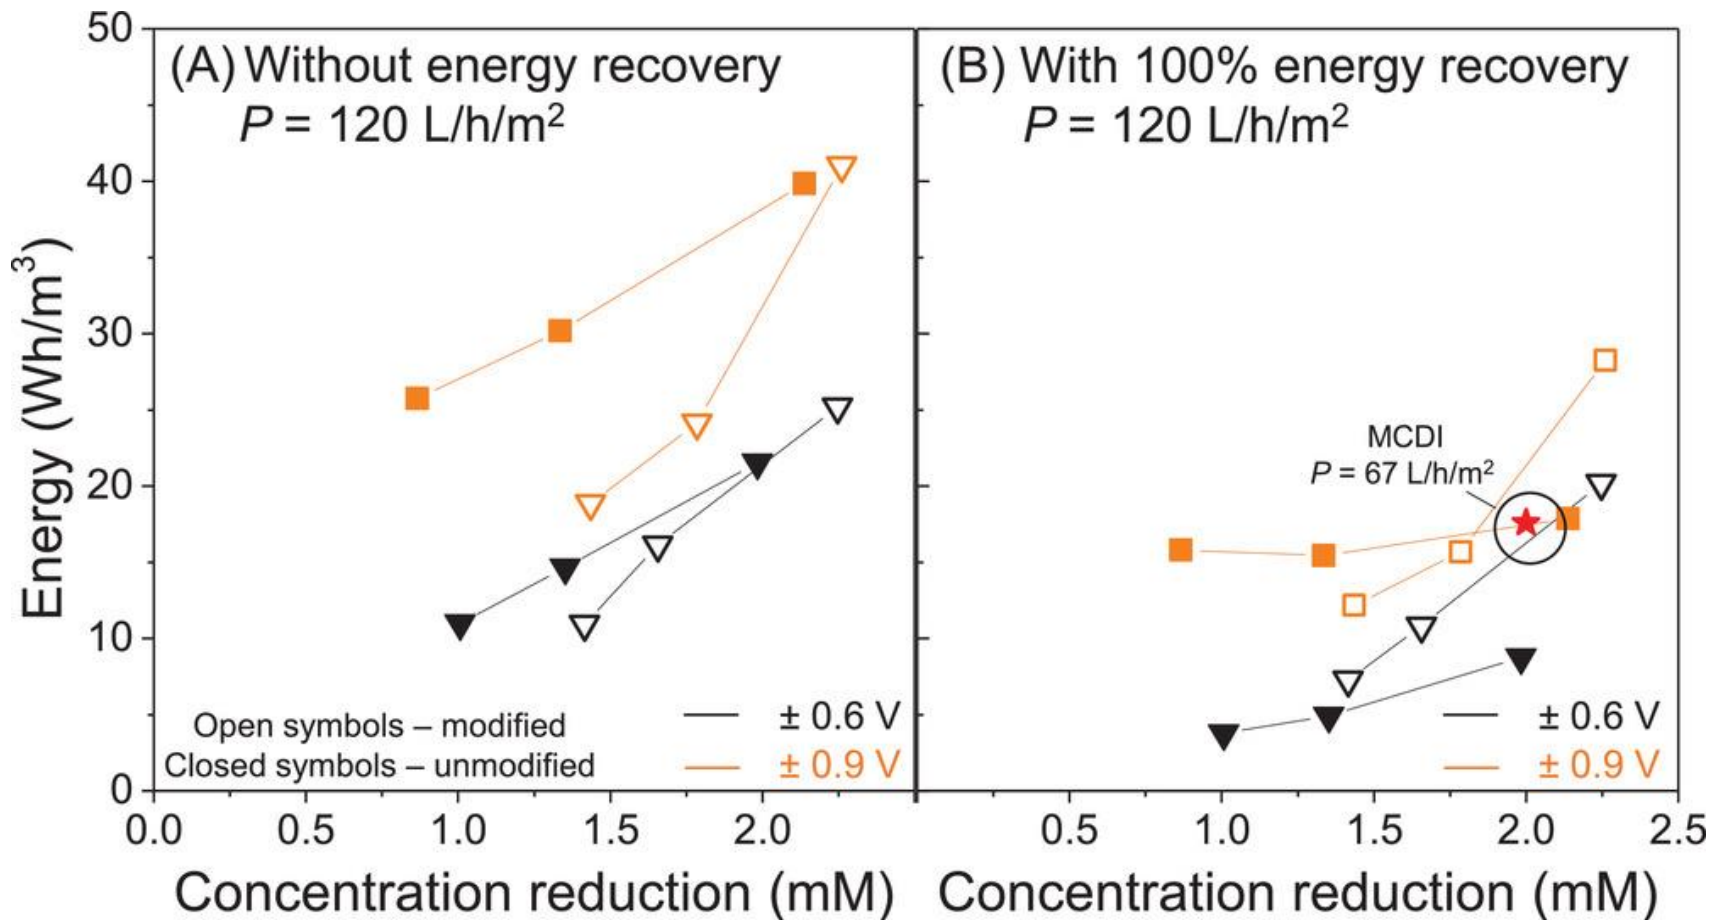 (A) Without energy recovery
P = 120 L/h/m²
(B) With 100% energy recovery
P = 120 L/h/m²
50
40
30
20
10
0
Energy (Wh/m³)
MCDI
P = 67 L/h/m²
Open symbols – modified
Closed symbols – unmodified
± 0.6 V
± 0.9 V
± 0.6 V
± 0.9 V
0.0 0.5 1.0 1.5 2.0
0.5 1.0 1.5 2.0 2.5
Concentration reduction (mM)
Concentration reduction (mM)